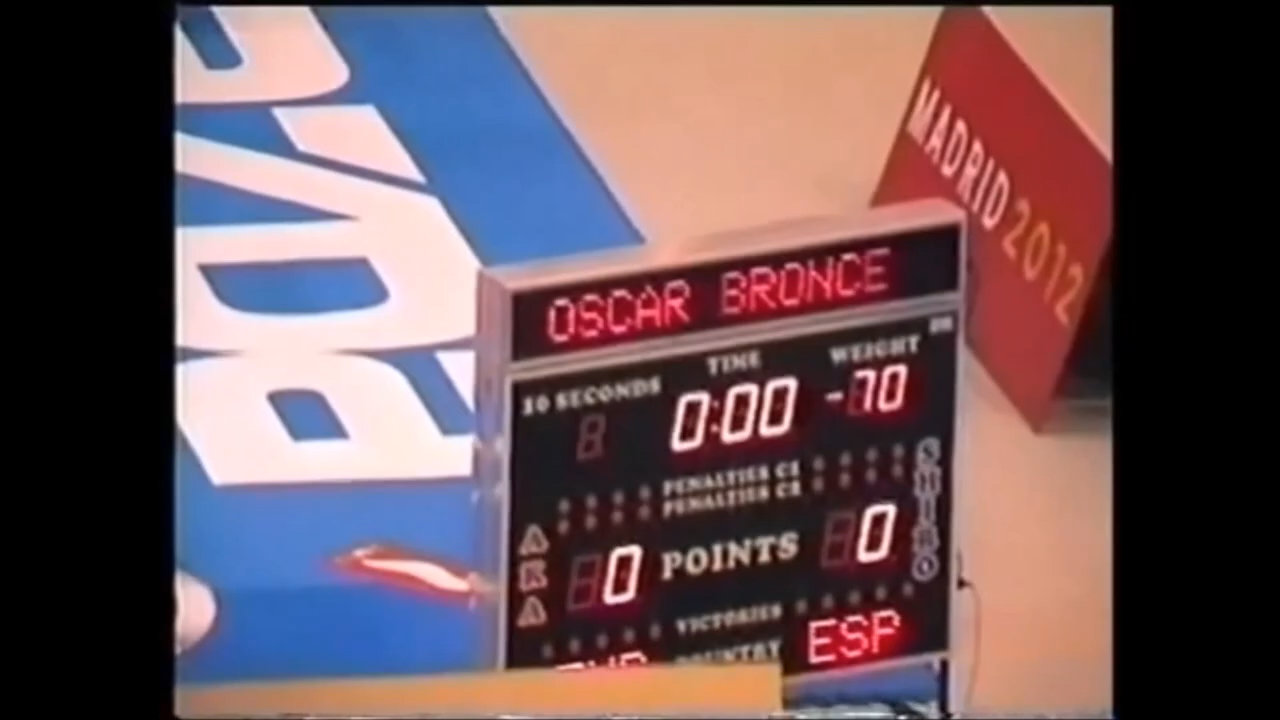 MADRID 2012
OSCAR BRONCE
TIME
WEIGHT
10 SECONDS
8
0:00
-70
PENALTIES C1
PENALTIES C2
AKA
0
POINTS
0
SHIRO
VICTORIES
COUNTRY
ESP